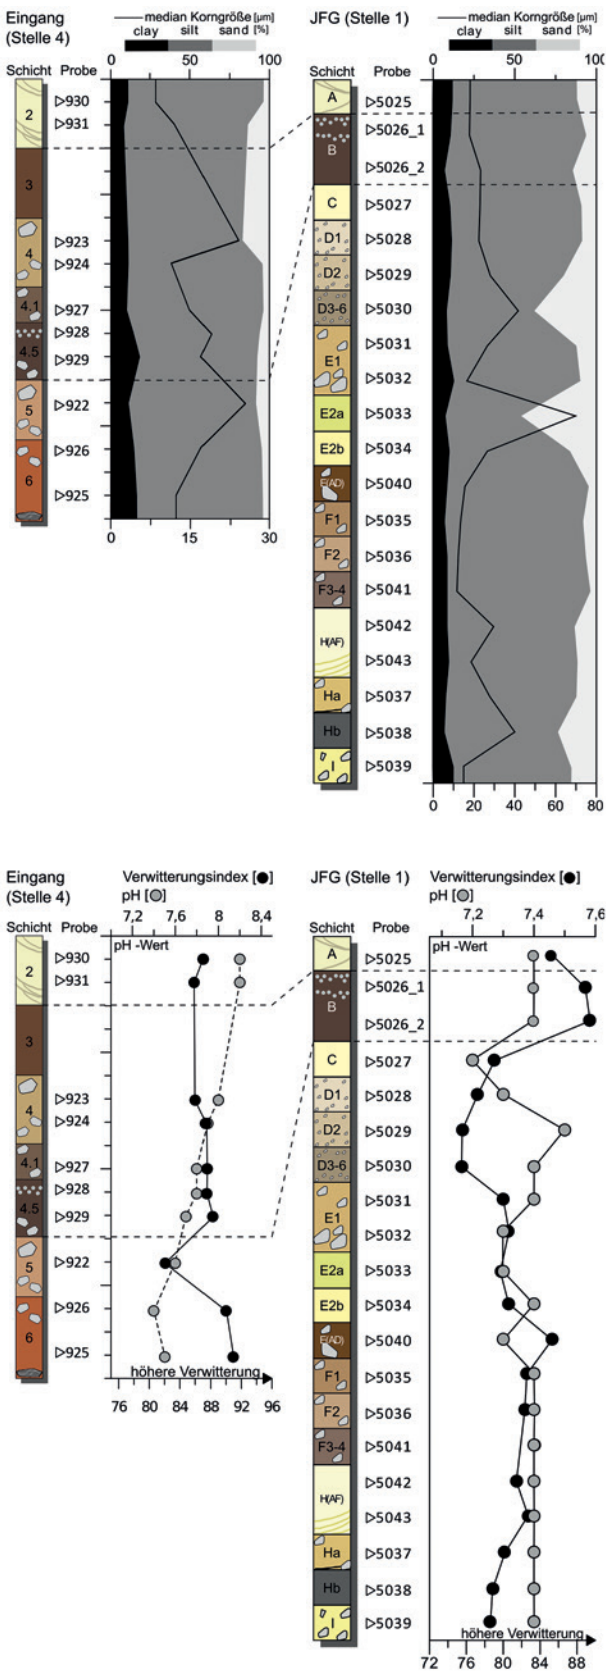 Eingang
(Stelle 4)
median Korngröße [µm]
clay silt sand [%]
0 50 100
Schicht Probe
2
3
4
4.1
4.5
5
6
▷930
▷931
▷923
▷924
▷927
▷928
▷929
▷922
▷926
▷925
0 15 30
JFG (Stelle 1)
median Korngröße [µm]
clay silt sand [%]
0 50 100
Schicht Probe
A
B
C
D1
D2
D3-6
E1
E2a
E2b
E(AD)
F1
F2
F3-4
H(AF)
Ha
Hb
I
▷5025
▷5026_1
▷5026_2
▷5027
▷5028
▷5029
▷5030
▷5031
▷5032
▷5033
▷5034
▷5040
▷5035
▷5036
▷5041
▷5042
▷5043
▷5037
▷5038
▷5039
0 20 40 60 80
Eingang
(Stelle 4)
Verwitterungsindex [●]
pH [●]
7,2 7,6 8 8,4
Schicht Probe
pH -Wert
2
3
4
4.1
4.5
5
6
▷930
▷931
▷923
▷924
▷927
▷928
▷929
▷922
▷926
▷925
höhere Verwitterung
76 80 84 88 92 96
JFG (Stelle 1)
Verwitterungsindex [●]
pH [●]
7,2 7,4 7,6
Schicht Probe
pH -Wert
A
B
C
D1
D2
D3-6
E1
E2a
E2b
E(AD)
F1
F2
F3-4
H(AF)
Ha
Hb
I
▷5025
▷5026_1
▷5026_2
▷5027
▷5028
▷5029
▷5030
▷5031
▷5032
▷5033
▷5034
▷5040
▷5035
▷5036
▷5041
▷5042
▷5043
▷5037
▷5038
▷5039
höhere Verwitterung
72 76 80 84 88